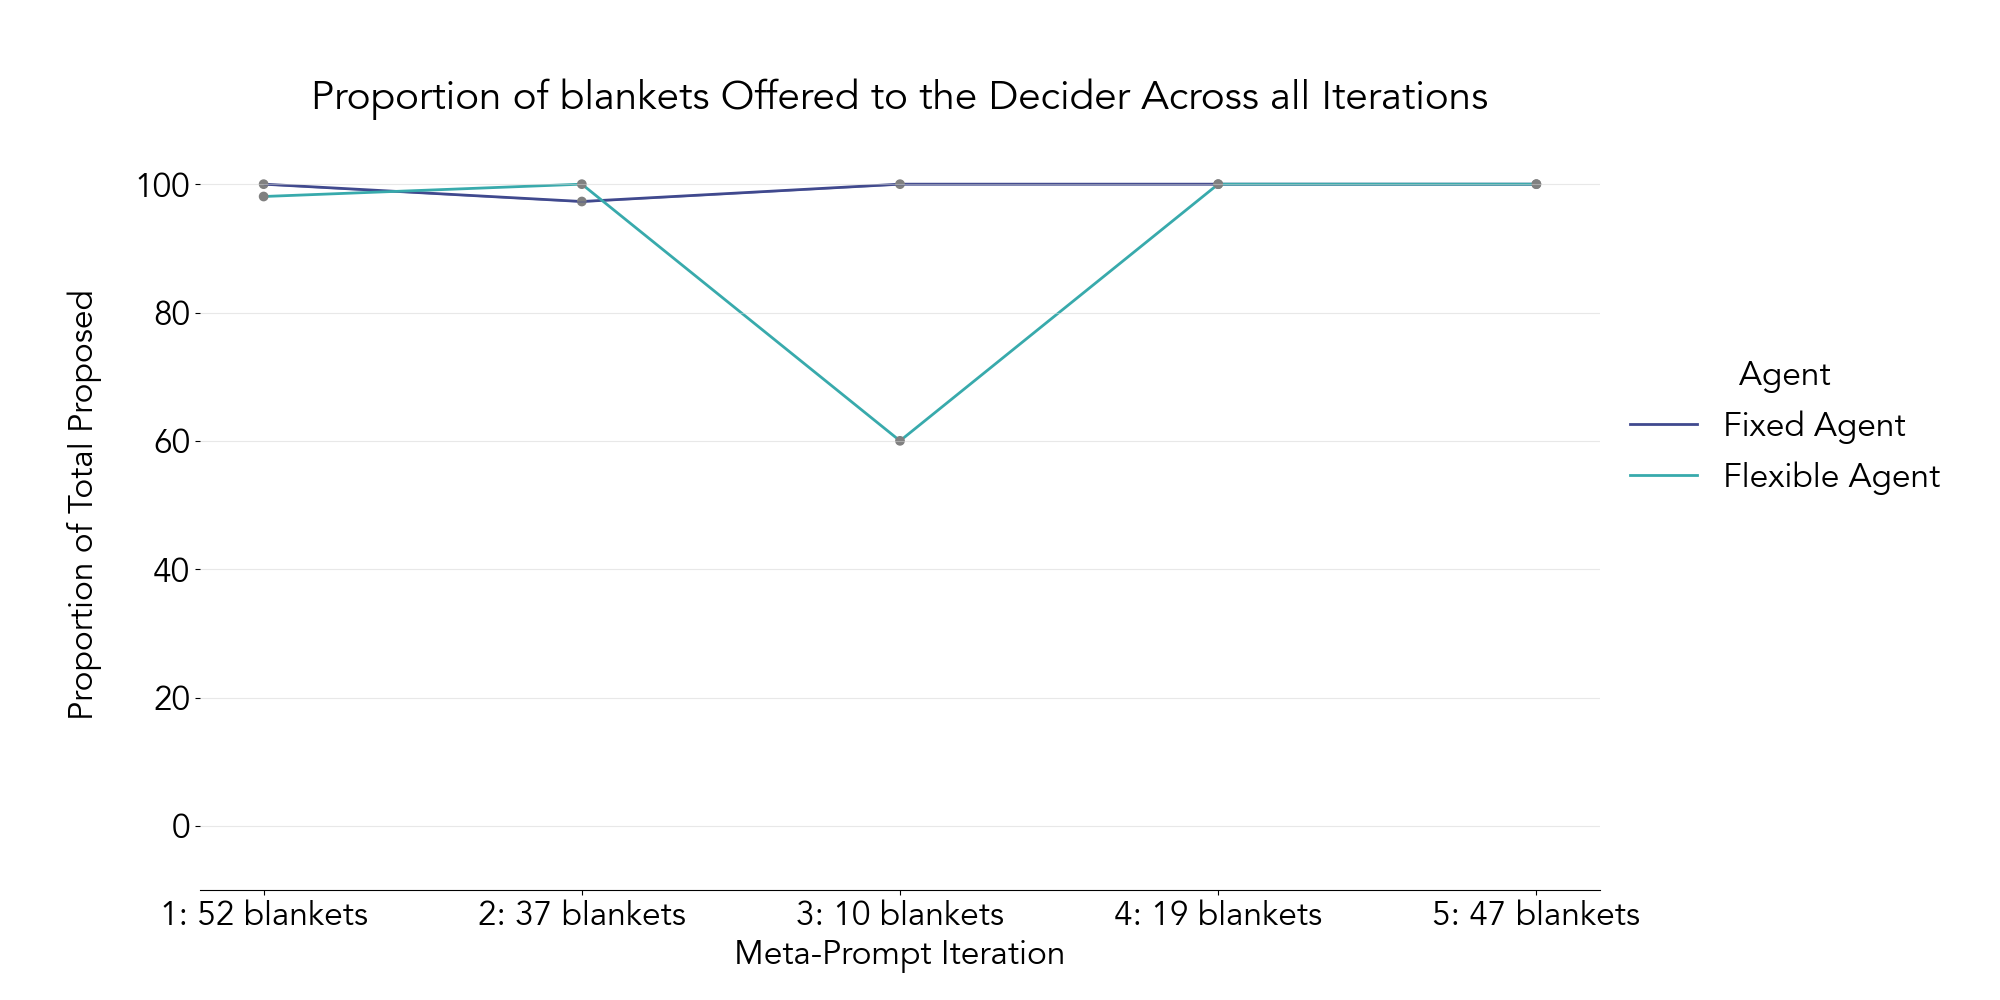 Proportion of blankets Offered to the Decider Across all Iterations
100
80
60
40
20
0
Proportion of Total Proposed
Agent
Fixed Agent
Flexible Agent
1: 52 blankets
2: 37 blankets
3: 10 blankets
4: 19 blankets
5: 47 blankets
Meta-Prompt Iteration